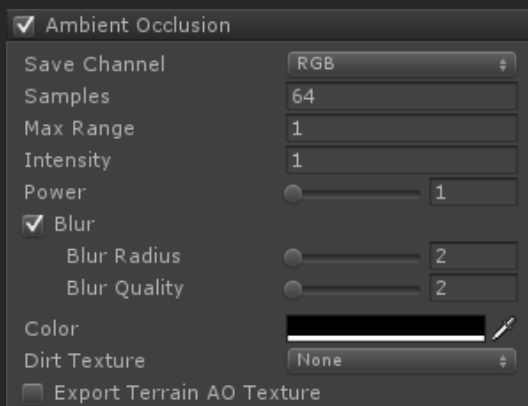 Ambient Occlusion
Save Channel RGB
Samples 64
Max Range 1
Intensity 1
Power 1
Blur
Blur Radius 2
Blur Quality 2
Color
Dirt Texture None
Export Terrain AO Texture